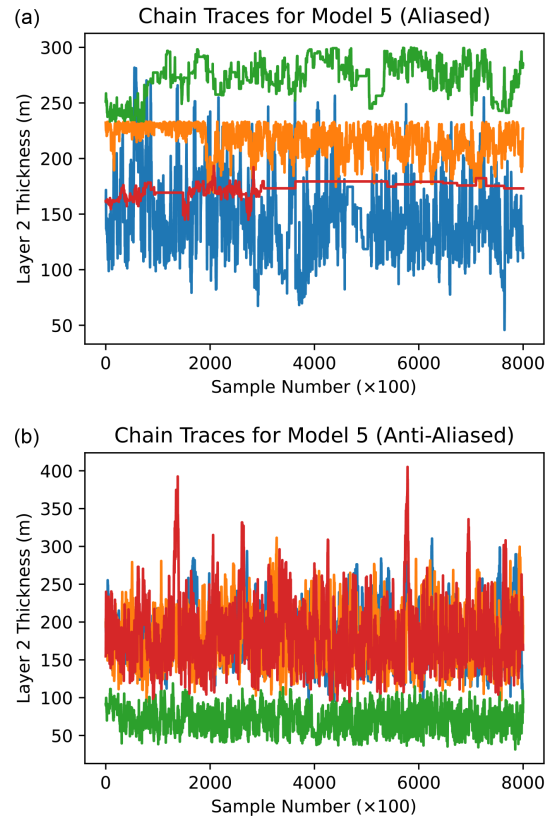 (a)
Chain Traces for Model 5 (Aliased)
300
250
200
150
100
50
Layer 2 Thickness (m)
0 2000 4000 6000 8000
Sample Number (×100)
(b)
Chain Traces for Model 5 (Anti-Aliased)
400
350
300
250
200
150
100
50
Layer 2 Thickness (m)
0 2000 4000 6000 8000
Sample Number (×100)